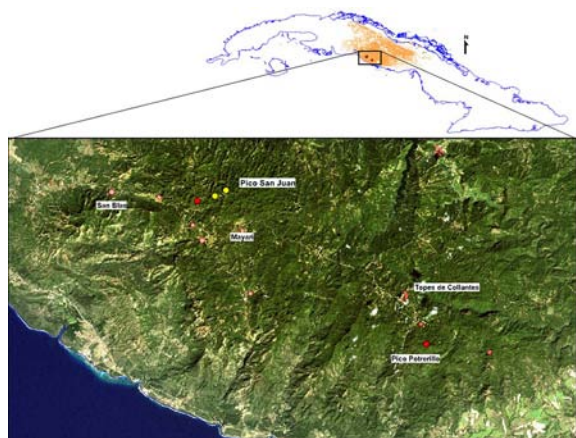 N
Pico San Juan
San Blas
Mayarí
Topes de Collantes
Pico Potrerillo